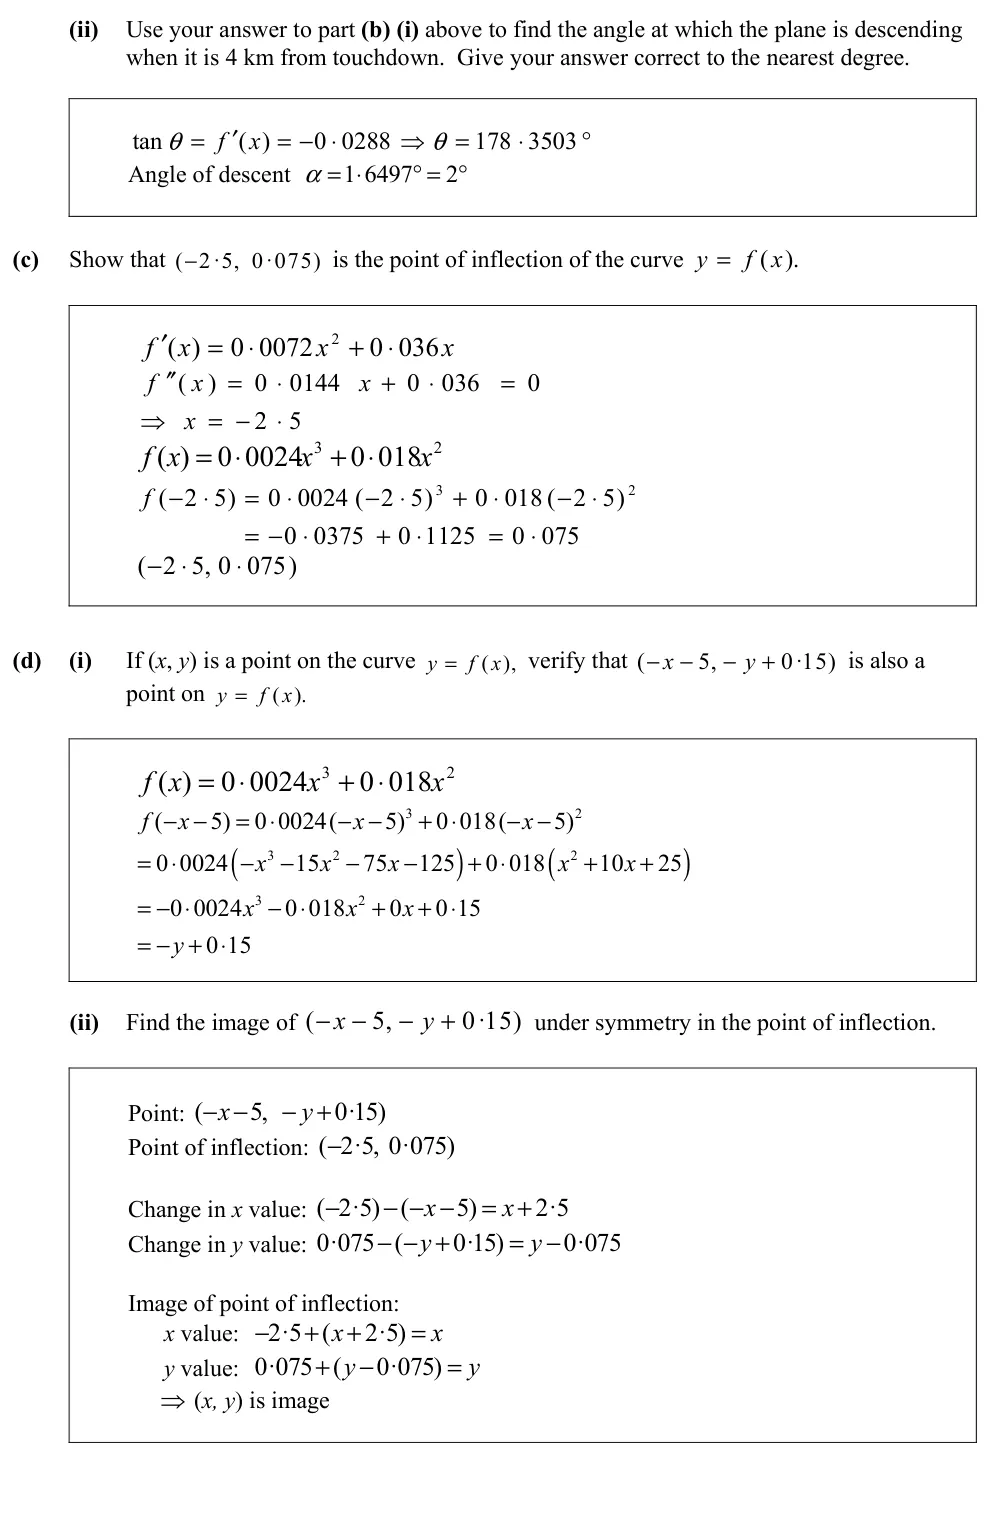 (ii) Use your answer to part (b) (i) above to find the angle at which the plane is descending
when it is 4 km from touchdown. Give your answer correct to the nearest degree.
tan θ = f ′(x) = −0·0288 ⇒ θ = 178·3503°
Angle of descent α = 1·6497° = 2°
(c) Show that (−2·5, 0·075) is the point of inflection of the curve y = f(x).
f ′(x) = 0·0072x² + 0·036x
f ″(x) = 0·0144 x + 0·036 = 0
⇒ x = −2·5
f(x) = 0·0024x³ + 0·018x²
f(−2·5) = 0·0024(−2·5)³ + 0·018(−2·5)²
= −0·0375 + 0·1125 = 0·075
(−2·5, 0·075)
(d) (i) If (x, y) is a point on the curve y = f(x), verify that (−x − 5, − y + 0·15) is also a
point on y = f(x).
f(x) = 0·0024x³ + 0·018x²
f(−x − 5) = 0·0024(−x − 5)³ + 0·018(−x − 5)²
= 0·0024(−x³ − 15x² − 75x − 125) + 0·018(x² + 10x + 25)
= −0·0024x³ − 0·018x² + 0x + 0·15
= −y + 0·15
(ii) Find the image of (−x − 5, − y + 0·15) under symmetry in the point of inflection.
Point: (−x − 5, −y + 0·15)
Point of inflection: (−2·5, 0·075)
Change in x value: (−2·5) − (−x − 5) = x + 2·5
Change in y value: 0·075 − (−y + 0·15) = y − 0·075
Image of point of inflection:
x value: −2·5 + (x + 2·5) = x
y value: 0·075 + (y − 0·075) = y
⇒ (x, y) is image